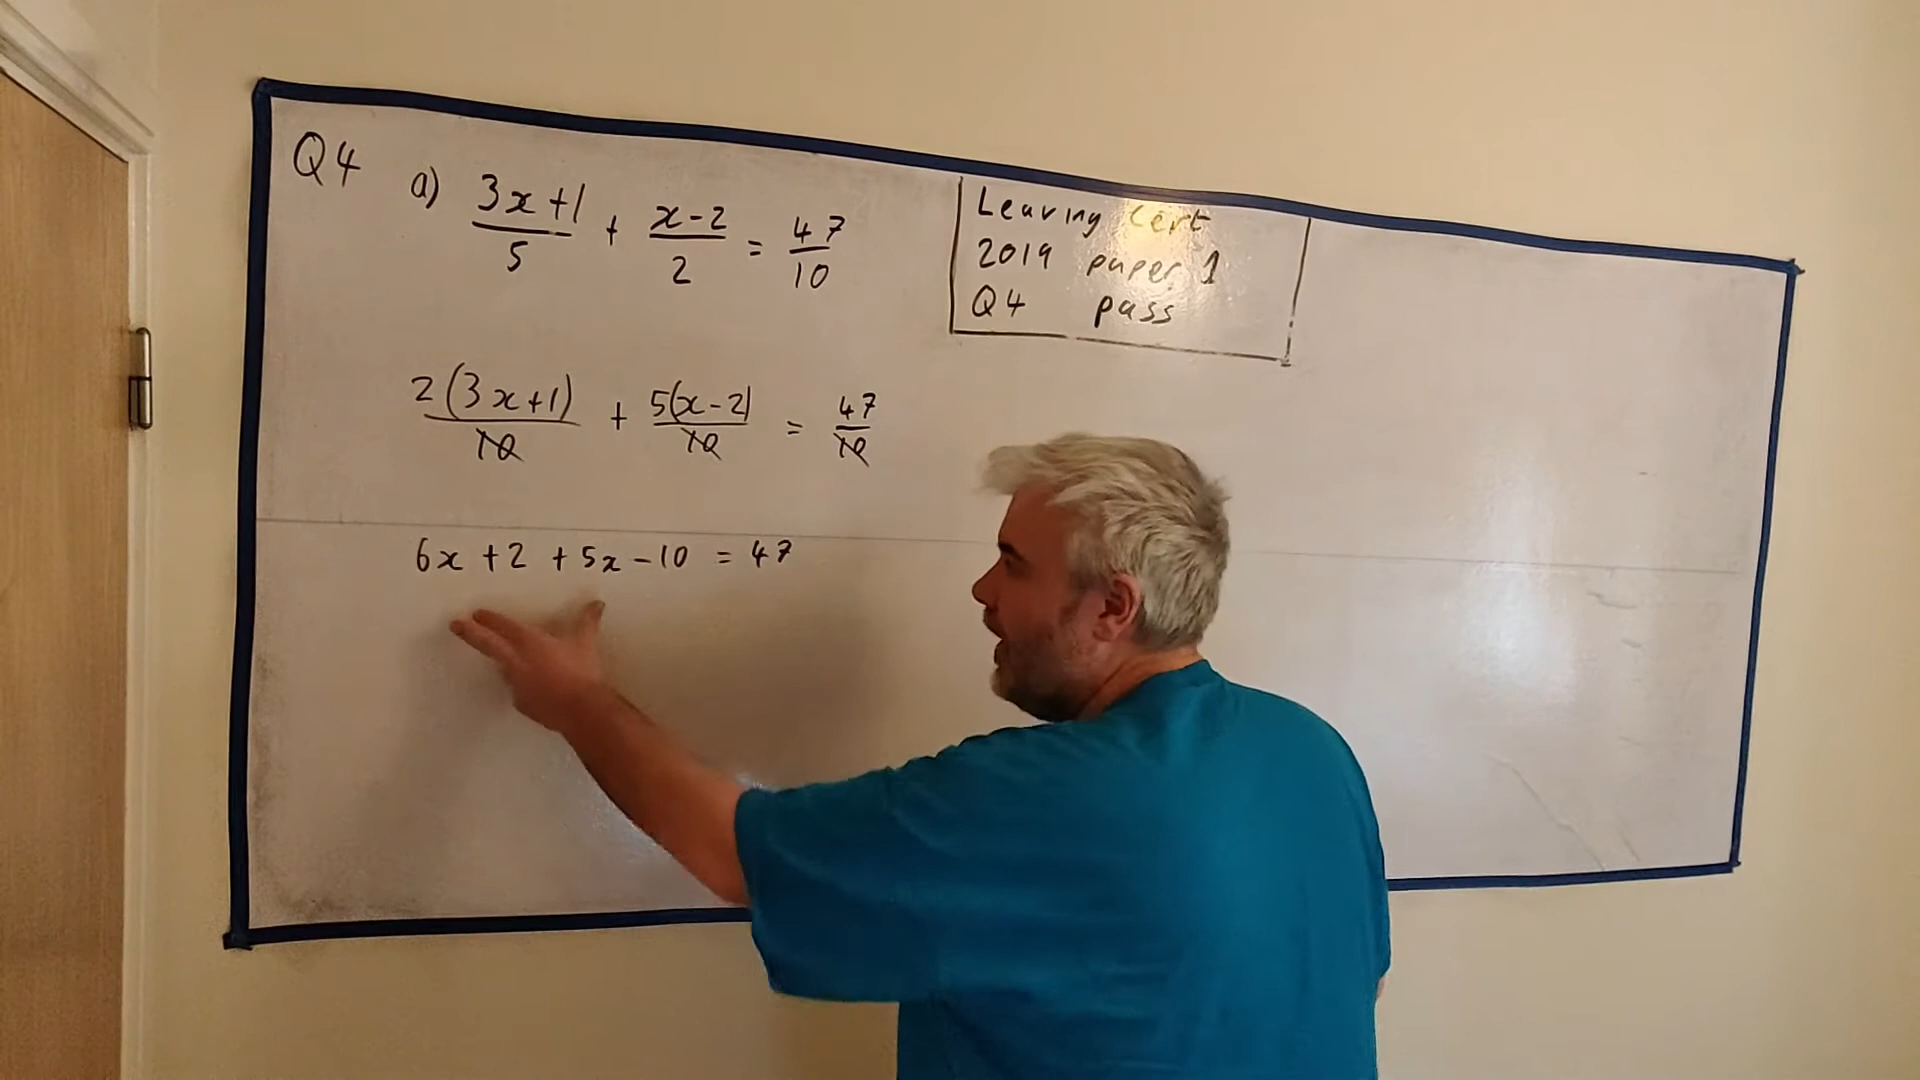 Q4 a) 3x+1/5 + x-2/2 = 47/10
Leaving Cert
2019 paper 1
Q4 pass
2(3x+1)/10 + 5(x-2)/10 = 47/10
6x +2 +5x -10 = 47